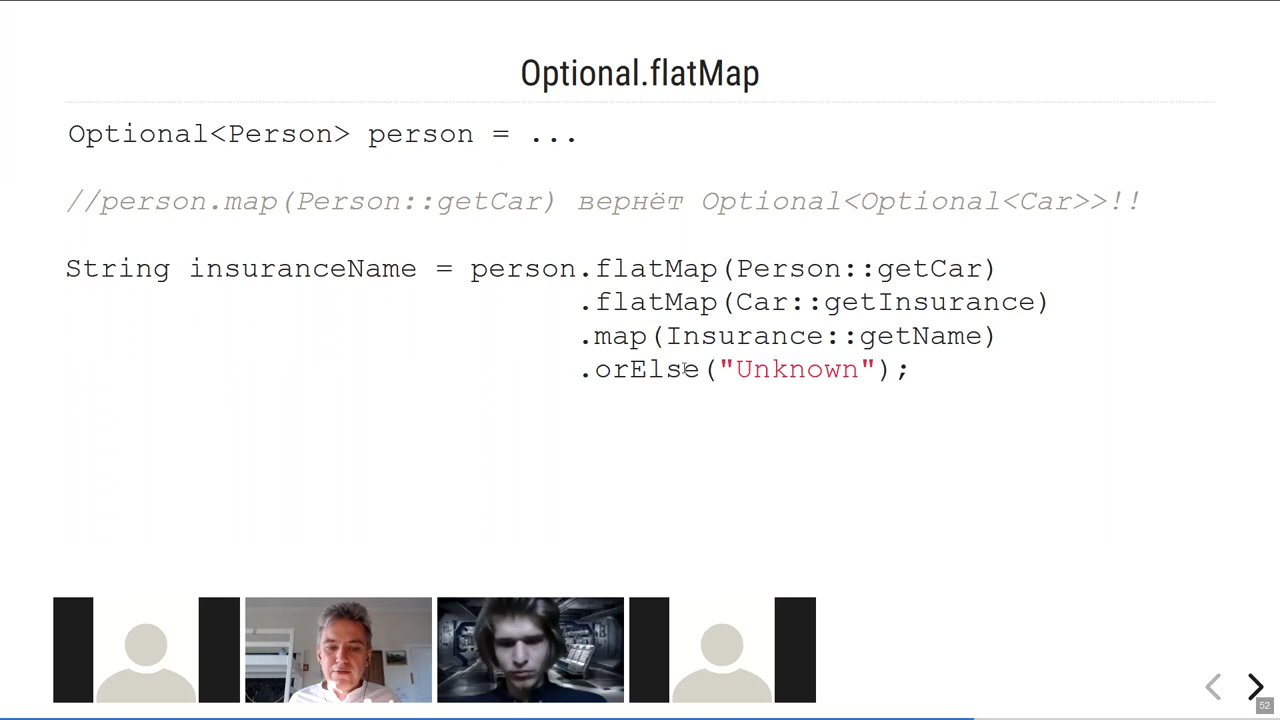 Optional.flatMap
Optional<Person> person = ...
//person.map(Person::getCar) вернёт Optional<Optional<Car>>!!
String insuranceName = person.flatMap(Person::getCar)
.flatMap(Car::getInsurance)
.map(Insurance::getName)
.orElse("Unknown");
52